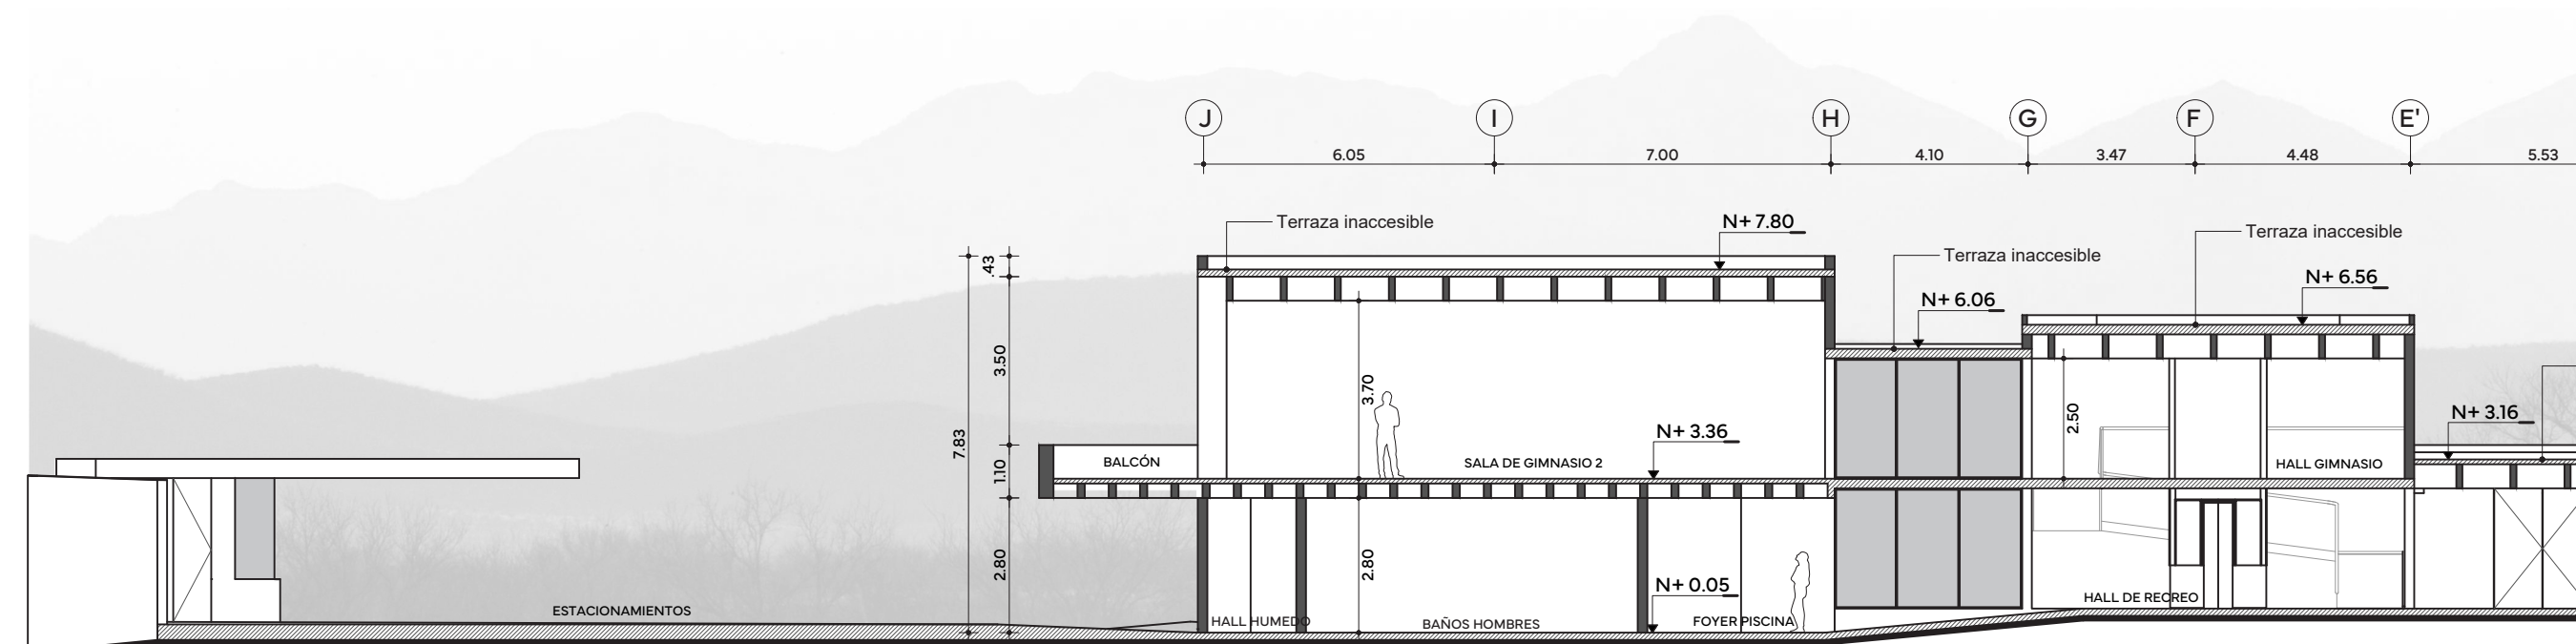 J
I
H
G
F
E'
6.05
7.00
4.10
3.47
4.48
5.53
Terraza inaccesible
N+ 7.80
Terraza inaccesible
Terraza inaccesible
N+ 6.56
N+ 6.06
.43
3.50
3.70
7.83
1.10
2.50
N+ 3.16
N+ 3.36
BALCÓN
SALA DE GIMNASIO 2
HALL GIMNASIO
2.80
2.80
N+ 0.05
HALL DE RECREO
ESTACIONAMIENTOS
HALL HUMEDO
BAÑOS HOMBRES
FOYER PISCINA